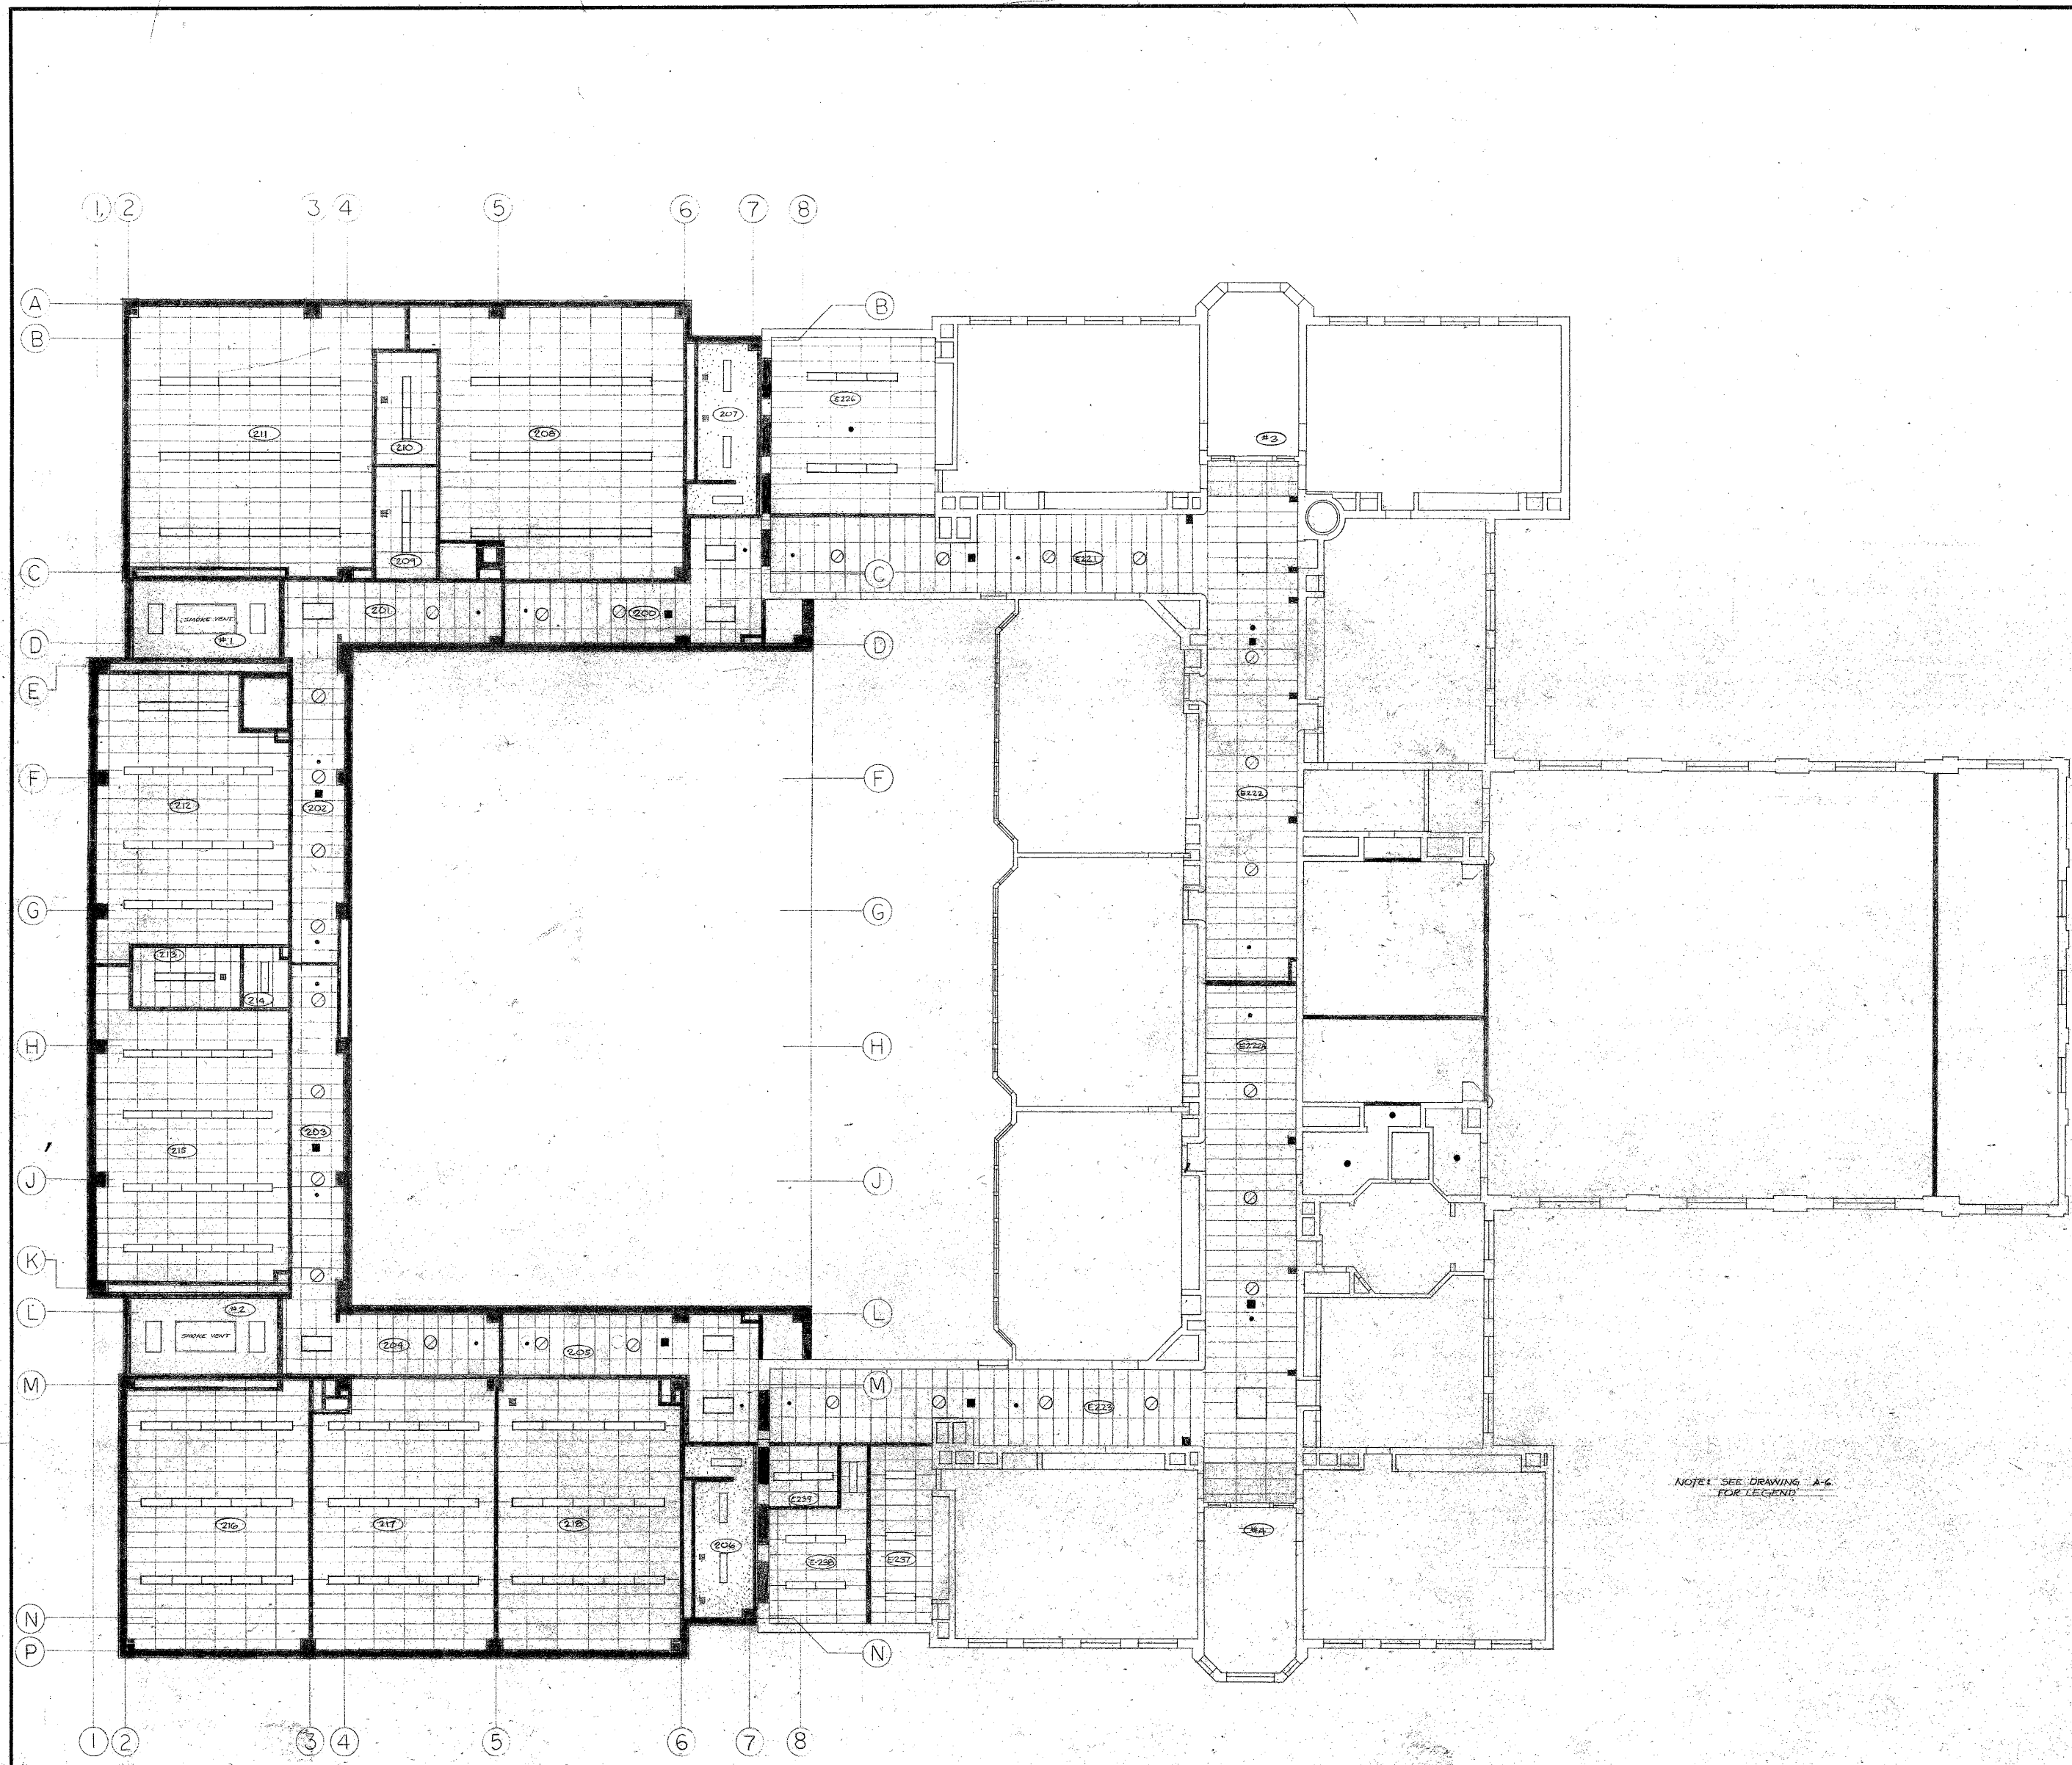 1 2 3 4 5 6 7 8
A
B
B
E226
207
211
208
210
#3
209
C
C
E221
201
200
SMOKE VENT
#1
D
D
E
F
F
212
202
E222
G
G
213
214
H
H
E222A
203
215
J
J
K
L
L
#2
SMOKE VENT
204
205
M
M
E223
NOTE: SEE DRAWING A-6
FOR LEGEND
E239
216
217
218
#4
206
E-238
E237
N
N
P
1 2 3 4 5 6 7 8